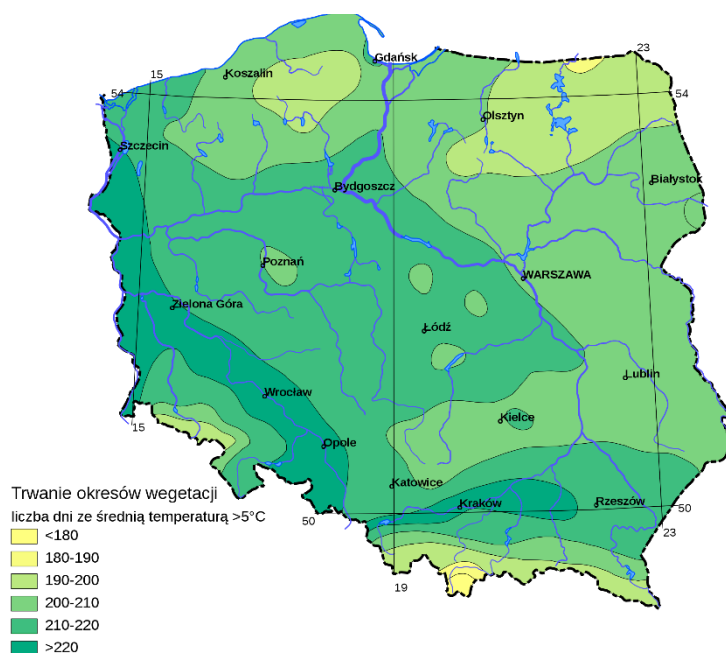 Gdańsk
23
15
Koszalin
54
54
Olsztyn
Szczecin
Białystok
Bydgoszcz
Poznań
WARSZAWA
Zielona Góra
Łódź
Lublin
Wrocław
Kielce
15
Opole
Katowice
Kraków
Rzeszów
50
50
23
19
Trwanie okresów wegetacji
liczba dni ze średnią temperaturą >5°C
<180
180-190
190-200
200-210
210-220
>220